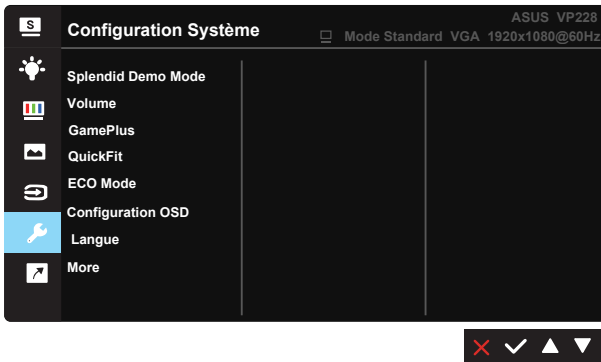 S
Configuration Système
ASUS VP228
Mode Standard VGA 1920x1080@60Hz
Splendid Demo Mode
Volume
GamePlus
QuickFit
ECO Mode
Configuration OSD
Langue
More